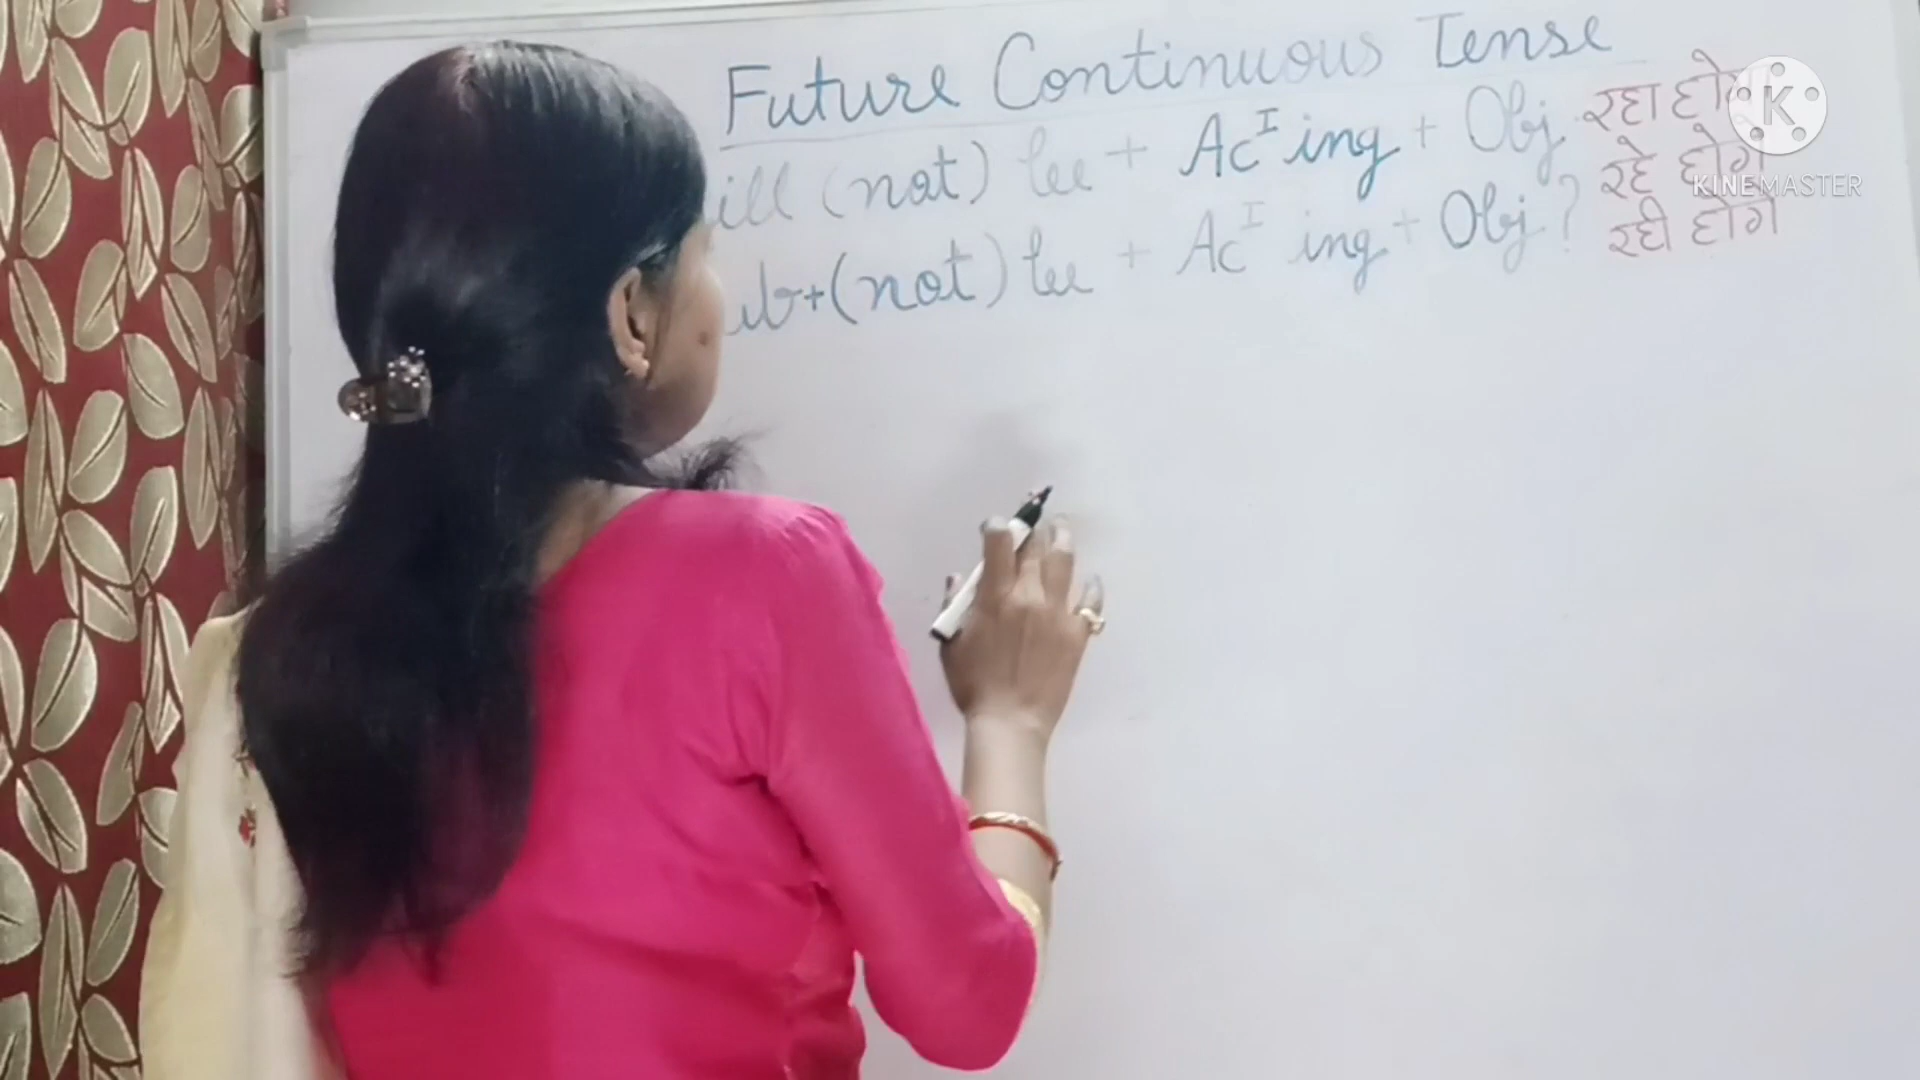 Future Continuous Tense
ill (not) be + Ac I ing + Obj. रहा होगा
रहे होंगे
ub+(not) be + Ac I ing + Obj ? रही होगी
K
KINEMASTER